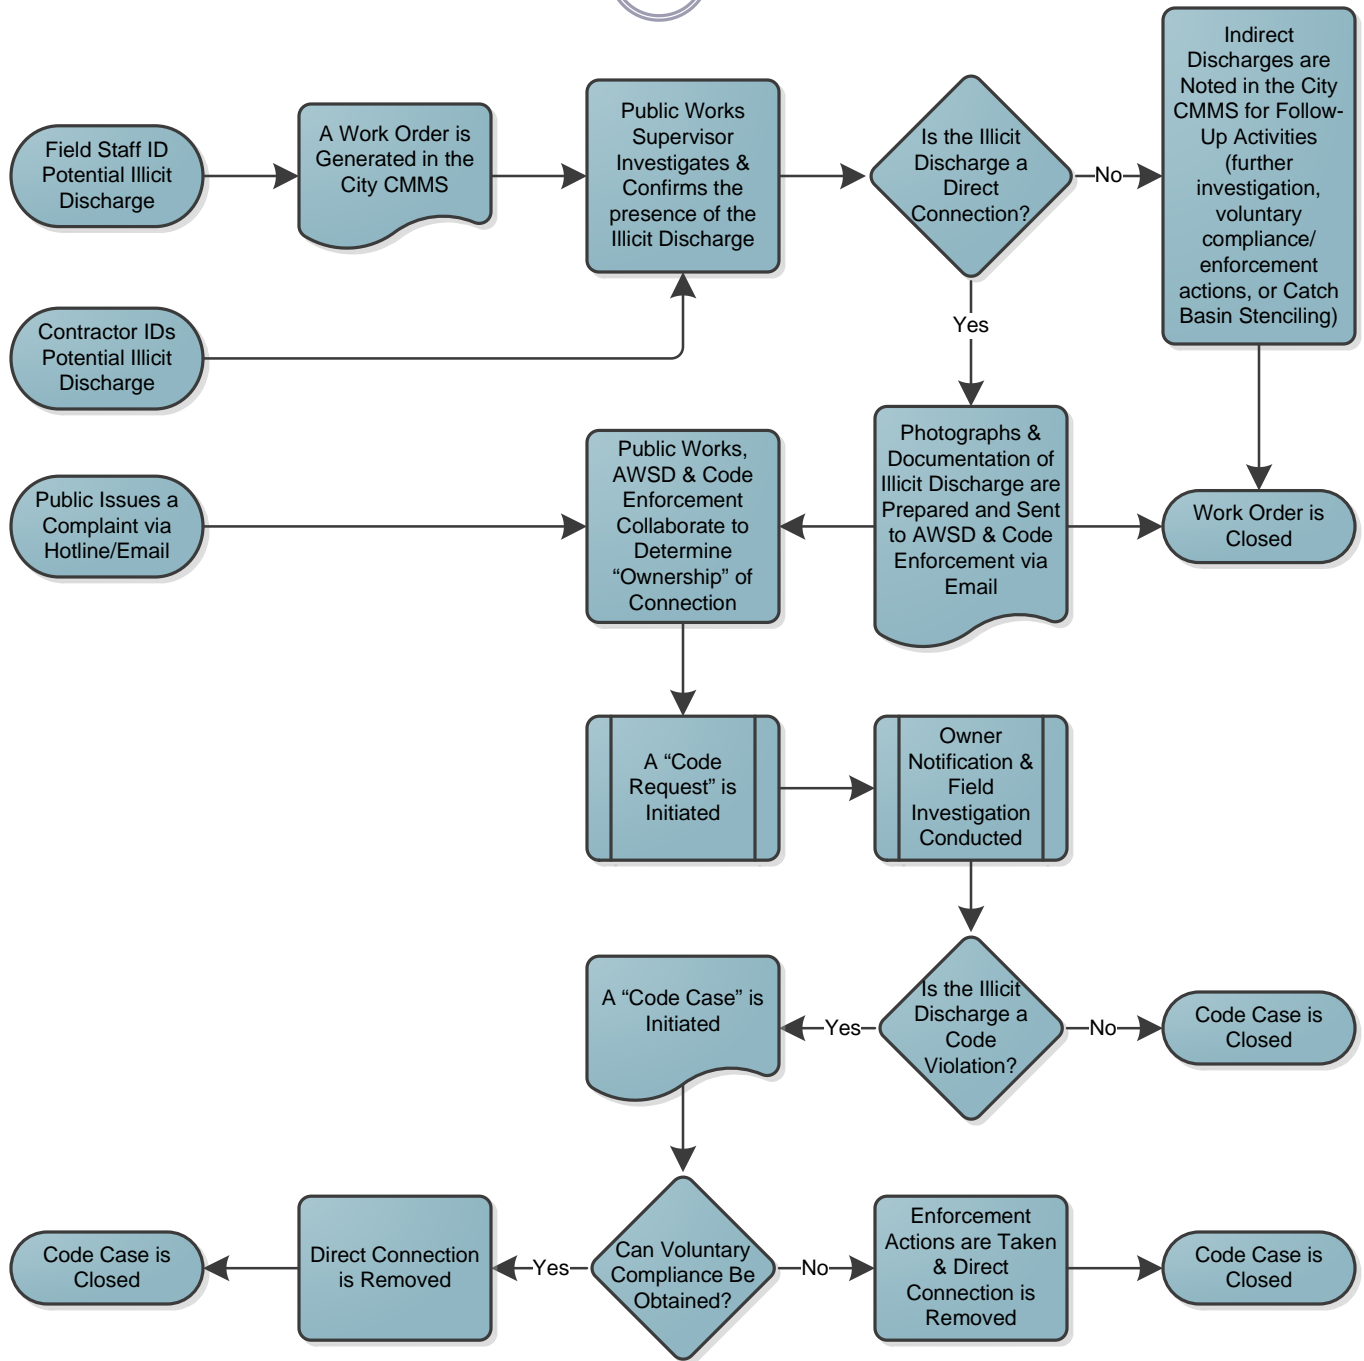 Field Staff ID
Potential Illicit
Discharge
A Work Order is
Generated in the
City CMMS
Public Works
Supervisor
Investigates &
Confirms the
presence of the
Illicit Discharge
Is the Illicit
Discharge a
Direct
Connection?
No
Indirect
Discharges are
Noted in the City
CMMS for Follow-
Up Activities
(further
investigation,
voluntary
compliance/
enforcement
actions, or Catch
Basin Stenciling)
Contractor IDs
Potential Illicit
Discharge
Yes
Public Issues a
Complaint via
Hotline/Email
Public Works,
AWSD & Code
Enforcement
Collaborate to
Determine
“Ownership” of
Connection
Photographs &
Documentation of
Illicit Discharge are
Prepared and Sent
to AWSD & Code
Enforcement via
Email
Work Order is
Closed
A “Code
Request” is
Initiated
Owner
Notification &
Field
Investigation
Conducted
A “Code Case” is
Initiated
Yes
Is the Illicit
Discharge a
Code
Violation?
No
Code Case is
Closed
Code Case is
Closed
Direct Connection
is Removed
Yes
Can Voluntary
Compliance Be
Obtained?
No
Enforcement
Actions are Taken
& Direct
Connection is
Removed
Code Case is
Closed